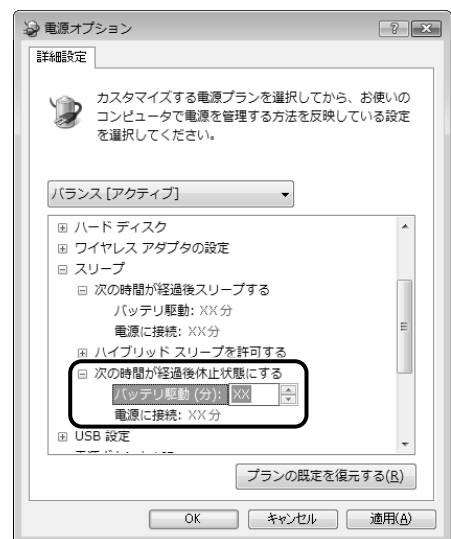 電源オプション
詳細設定
カスタマイズする電源プランを選択してから、お使いの
コンピュータで電源を管理する方法を反映している設定
を選択してください。
バランス [アクティブ]
ハード ディスク
ワイヤレス アダプタの設定
スリープ
次の時間が経過後スリープする
バッテリ駆動: XX分
電源に接続: XX分
ハイブリッド スリープを許可する
次の時間が経過後休止状態にする
バッテリ駆動 (分): XX
電源に接続: XX分
USB 設定
プランの既定を復元する(R)
OK キャンセル 適用(A)